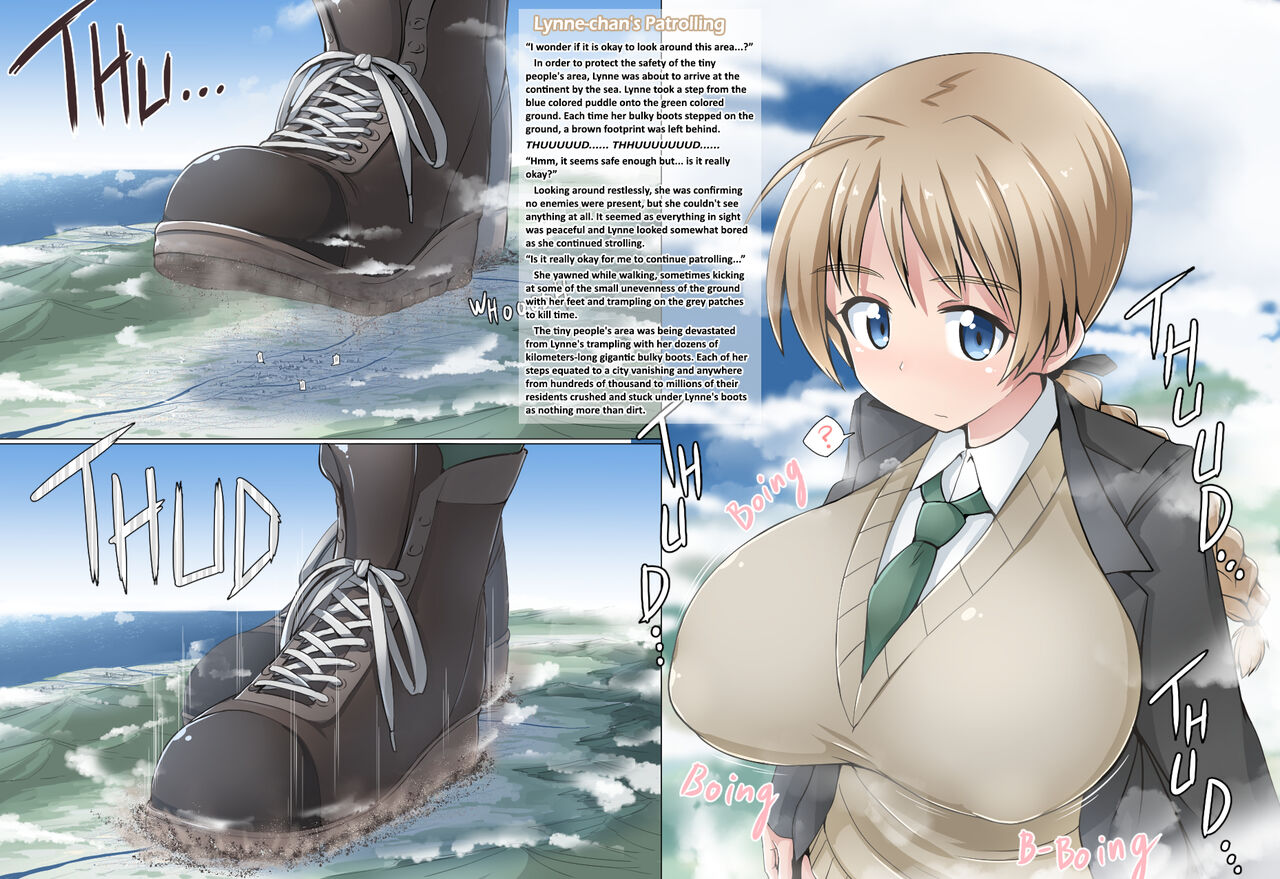 THU...
WHOO
THUD
Lynne-chan's Patrolling
“I wonder if it is okay to look around this area...?”
In order to protect the safety of the tiny
people's area, Lynne was about to arrive at the
continent by the sea. Lynne took a step from the
blue colored puddle onto the green colored
ground. Each time her bulky boots stepped on the
ground, a brown footprint was left behind.
THUUUUUD...... THHUUUUUUUD......
“Hmm, it seems safe enough but... is it really
okay?”
Looking around restlessly, she was confirming
no enemies were present, but she couldn't see
anything at all. It seemed as everything in sight
was peaceful and Lynne looked somewhat bored
as she continued strolling.
“Is it really okay for me to continue patrolling...”
She yawned while walking, sometimes kicking
at some of the small unevenness of the ground
with her feet and trampling on the grey patches
to kill time.
The tiny people's area was being devastated
from Lynne's trampling with her dozens of
kilometers-long gigantic bulky boots. Each of her
steps equated to a city vanishing and anywhere
from hundreds of thousand to millions of their
residents crushed and stuck under Lynne's boots
as nothing more than dirt.
THUD...
?
Boing
THUUD...
Boing
B-Boing
THUD...